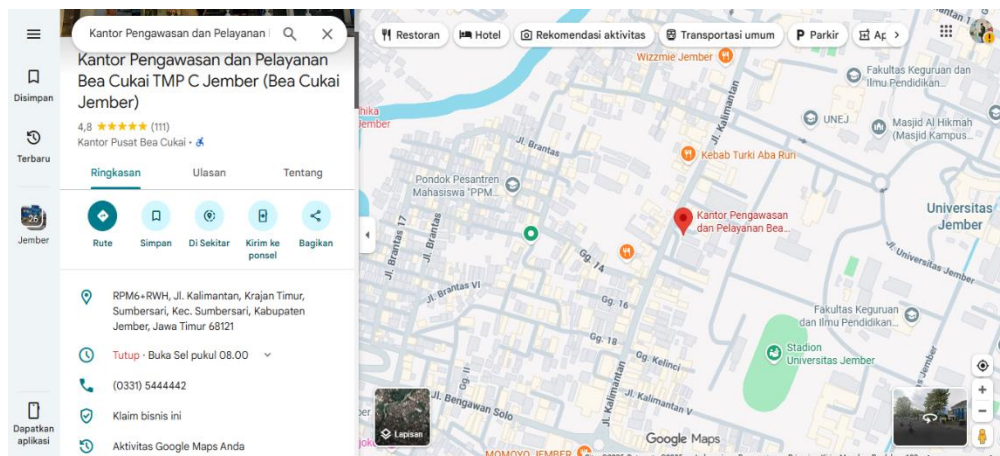 Kantor Pengawasan dan Pelayanan
Kantor Pengawasan dan Pelayanan
Bea Cukai TMP C Jember (Bea Cukai
Jember)
4,8 ★★★★★ (111)
Kantor Pusat Bea Cukai
Ringkasan
Ulasan
Tentang
Rute
Simpan
Di Sekitar
Kirim ke
ponsel
Bagikan
RPM6+RWH, Jl. Kalimantan, Krajan Timur,
Sumbersari, Kec. Sumbersari, Kabupaten
Jember, Jawa Timur 68121
Tutup · Buka Sel pukul 08.00
(0331) 5444442
Klaim bisnis ini
Aktivitas Google Maps Anda
Disimpan
Terbaru
26
Jember
Dapatkan
aplikasi
Restoran
Hotel
Rekomendasi aktivitas
Transportasi umum
P Parkir
Wizzmie Jember
Fakultas Keguruan dan
Ilmu Pendidikan...
UNEJ
Masjid Al Hikmah
(Masjid Kampus...
Jember
Jl. Brantas
Jl. Kalimantan
Kebab Turki Aba Run
Pondok Pesantren
Mahasiswa "PPM...
Kantor Pengawasan
dan Pelayanan Bea...
Universitas
Jember
Jl. Brantas 17
Jl. Brantas
Gg. 14
Jl. Universitas Jember
Jl. Brantas VI
Gg. 16
Fakultas Keguruan
dan Ilmu Pendidikan...
Gg. 18
Gg. Kelinci
Stadion
Universitas Jember
Gg. 11
Jl. Kalimantan
Jl. Kalimantan V
Jl. Bengawan Solo
Lapisan
Google Maps
MOMOYO JEMBER